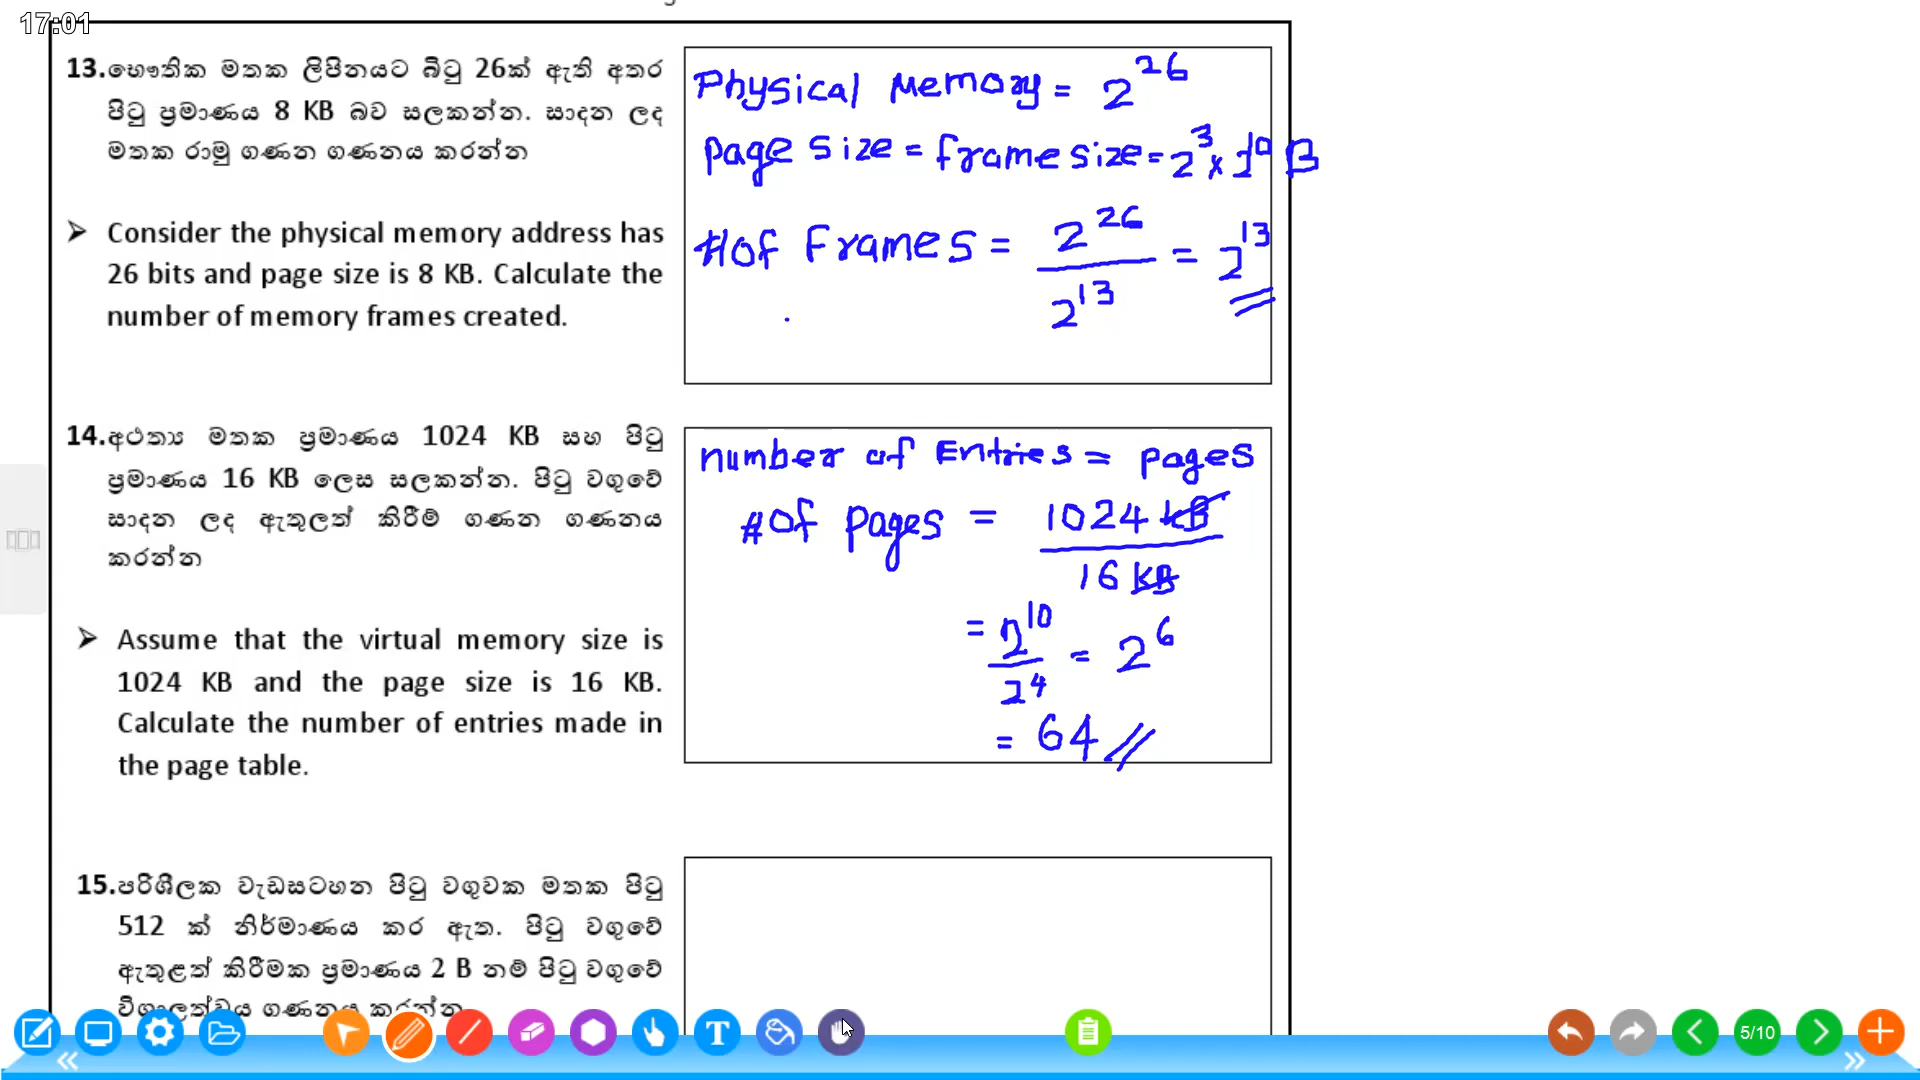 17:01
13.භෞතික මතක ලිපිනයට බිටු 26ක් ඇති අතර
පිටු ප්‍රමාණය 8 KB බව සලකන්න. සාදන ලද
මතක රාමු ගණන ගණනය කරන්න
➢ Consider the physical memory address has
26 bits and page size is 8 KB. Calculate the
number of memory frames created.
Physical Memory = 2^26
Page size = frame size = 2^3 x 2^10 B
# of Frames = 2^26 / 2^13 = 2^13
14.අථත්‍ය මතක ප්‍රමාණය 1024 KB සහ පිටු
ප්‍රමාණය 16 KB ලෙස සලකන්න. පිටු වගුවේ
සාදන ලද ඇතුලත් කිරීම් ගණන ගණනය
කරන්න
➢ Assume that the virtual memory size is
1024 KB and the page size is 16 KB.
Calculate the number of entries made in
the page table.
number of Entries = pages
# of pages = 1024 KB / 16 KB
= 2^10 / 2^4 = 2^6
= 64
15.පරිශීලක වැඩසටහන පිටු වගුවක මතක පිටු
512 ක් නිර්මාණය කර ඇත. පිටු වගුවේ
ඇතුළත් කිරීමක ප්‍රමාණය 2 B නම් පිටු වගුවේ
විශාලත්වය ගණනය කරන්න
T
5/10